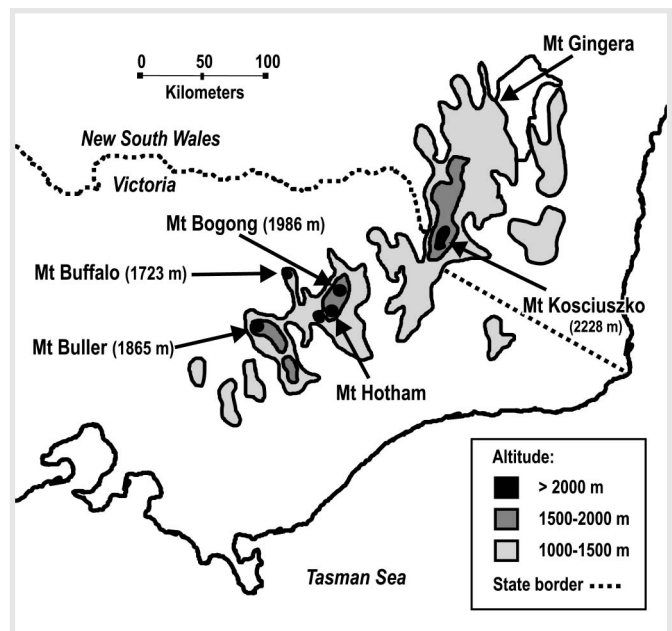 Mt Gingera
0 50 100
Kilometers
New South Wales
Victoria
Mt Bogong (1986 m)
Mt Buffalo (1723 m)
Mt Kosciuszko
(2228 m)
Mt Buller (1865 m)
Mt Hotham
Altitude:
> 2000 m
1500-2000 m
1000-1500 m
State border
Tasman Sea